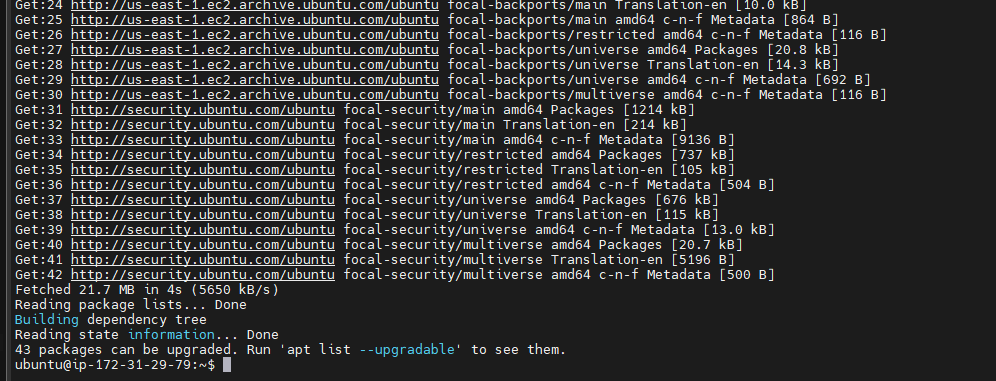 Get:24 http://us-east-1.ec2.archive.ubuntu.com/ubuntu focal-backports/main Translation-en [10.0 kB]
Get:25 http://us-east-1.ec2.archive.ubuntu.com/ubuntu focal-backports/main amd64 c-n-f Metadata [864 B]
Get:26 http://us-east-1.ec2.archive.ubuntu.com/ubuntu focal-backports/restricted amd64 c-n-f Metadata [116 B]
Get:27 http://us-east-1.ec2.archive.ubuntu.com/ubuntu focal-backports/universe amd64 Packages [20.8 kB]
Get:28 http://us-east-1.ec2.archive.ubuntu.com/ubuntu focal-backports/universe Translation-en [14.3 kB]
Get:29 http://us-east-1.ec2.archive.ubuntu.com/ubuntu focal-backports/universe amd64 c-n-f Metadata [692 B]
Get:30 http://us-east-1.ec2.archive.ubuntu.com/ubuntu focal-backports/multiverse amd64 c-n-f Metadata [116 B]
Get:31 http://security.ubuntu.com/ubuntu focal-security/main amd64 Packages [1214 kB]
Get:32 http://security.ubuntu.com/ubuntu focal-security/main Translation-en [214 kB]
Get:33 http://security.ubuntu.com/ubuntu focal-security/main amd64 c-n-f Metadata [9136 B]
Get:34 http://security.ubuntu.com/ubuntu focal-security/restricted amd64 Packages [737 kB]
Get:35 http://security.ubuntu.com/ubuntu focal-security/restricted Translation-en [105 kB]
Get:36 http://security.ubuntu.com/ubuntu focal-security/restricted amd64 c-n-f Metadata [504 B]
Get:37 http://security.ubuntu.com/ubuntu focal-security/universe amd64 Packages [676 kB]
Get:38 http://security.ubuntu.com/ubuntu focal-security/universe Translation-en [115 kB]
Get:39 http://security.ubuntu.com/ubuntu focal-security/universe amd64 c-n-f Metadata [13.0 kB]
Get:40 http://security.ubuntu.com/ubuntu focal-security/multiverse amd64 Packages [20.7 kB]
Get:41 http://security.ubuntu.com/ubuntu focal-security/multiverse Translation-en [5196 B]
Get:42 http://security.ubuntu.com/ubuntu focal-security/multiverse amd64 c-n-f Metadata [500 B]
Fetched 21.7 MB in 4s (5650 kB/s)
Reading package lists... Done
Building dependency tree
Reading state information... Done
43 packages can be upgraded. Run 'apt list --upgradable' to see them.
ubuntu@ip-172-31-29-79:~$